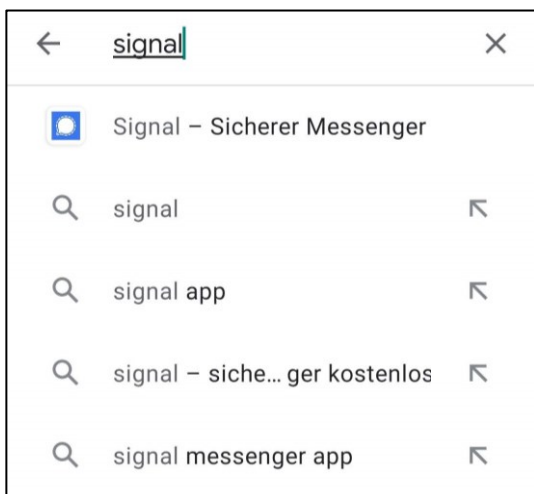 signal
Signal – Sicherer Messenger
signal
signal app
signal – siche... ger kostenlos
signal messenger app